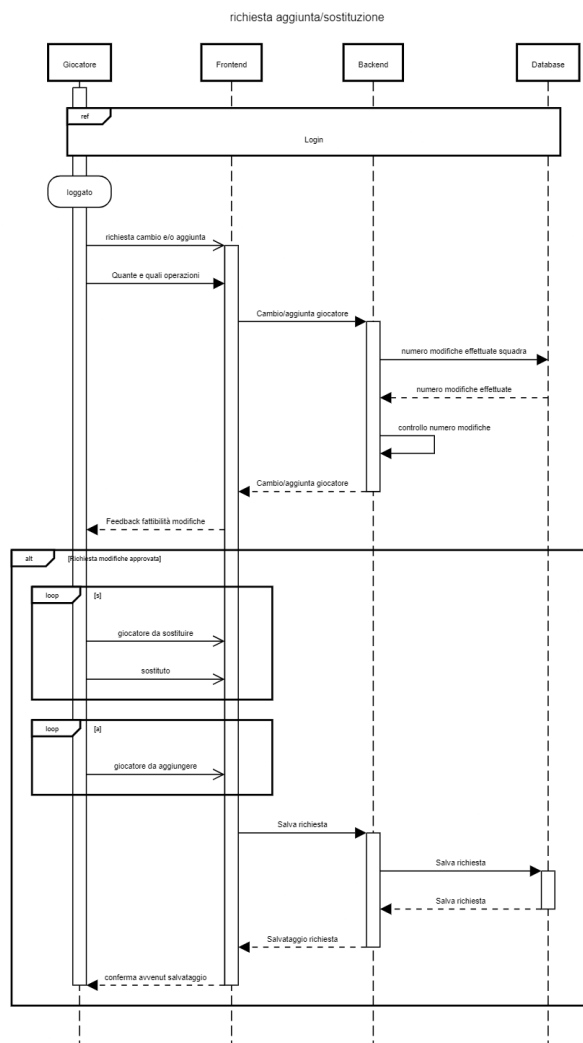 richiesta aggiunta/sostituzione
Giocatore
Frontend
Backend
Database
ref
Login
loggato
richiesta cambio e/o aggiunta
Quante e quali operazioni
Cambio/aggiunta giocatore
numero modifiche effettuate squadra
numero modifiche effettuate
controllo numero modifiche
Cambio/aggiunta giocatore
Feedback fattibilità modifiche
alt
[Richiesta modifiche approvata]
loop
[s]
giocatore da sostituire
sostituto
loop
[a]
giocatore da aggiungere
Salva richiesta
Salva richiesta
Salva richiesta
Salvataggio richiesta
conferma avvenut salvataggio